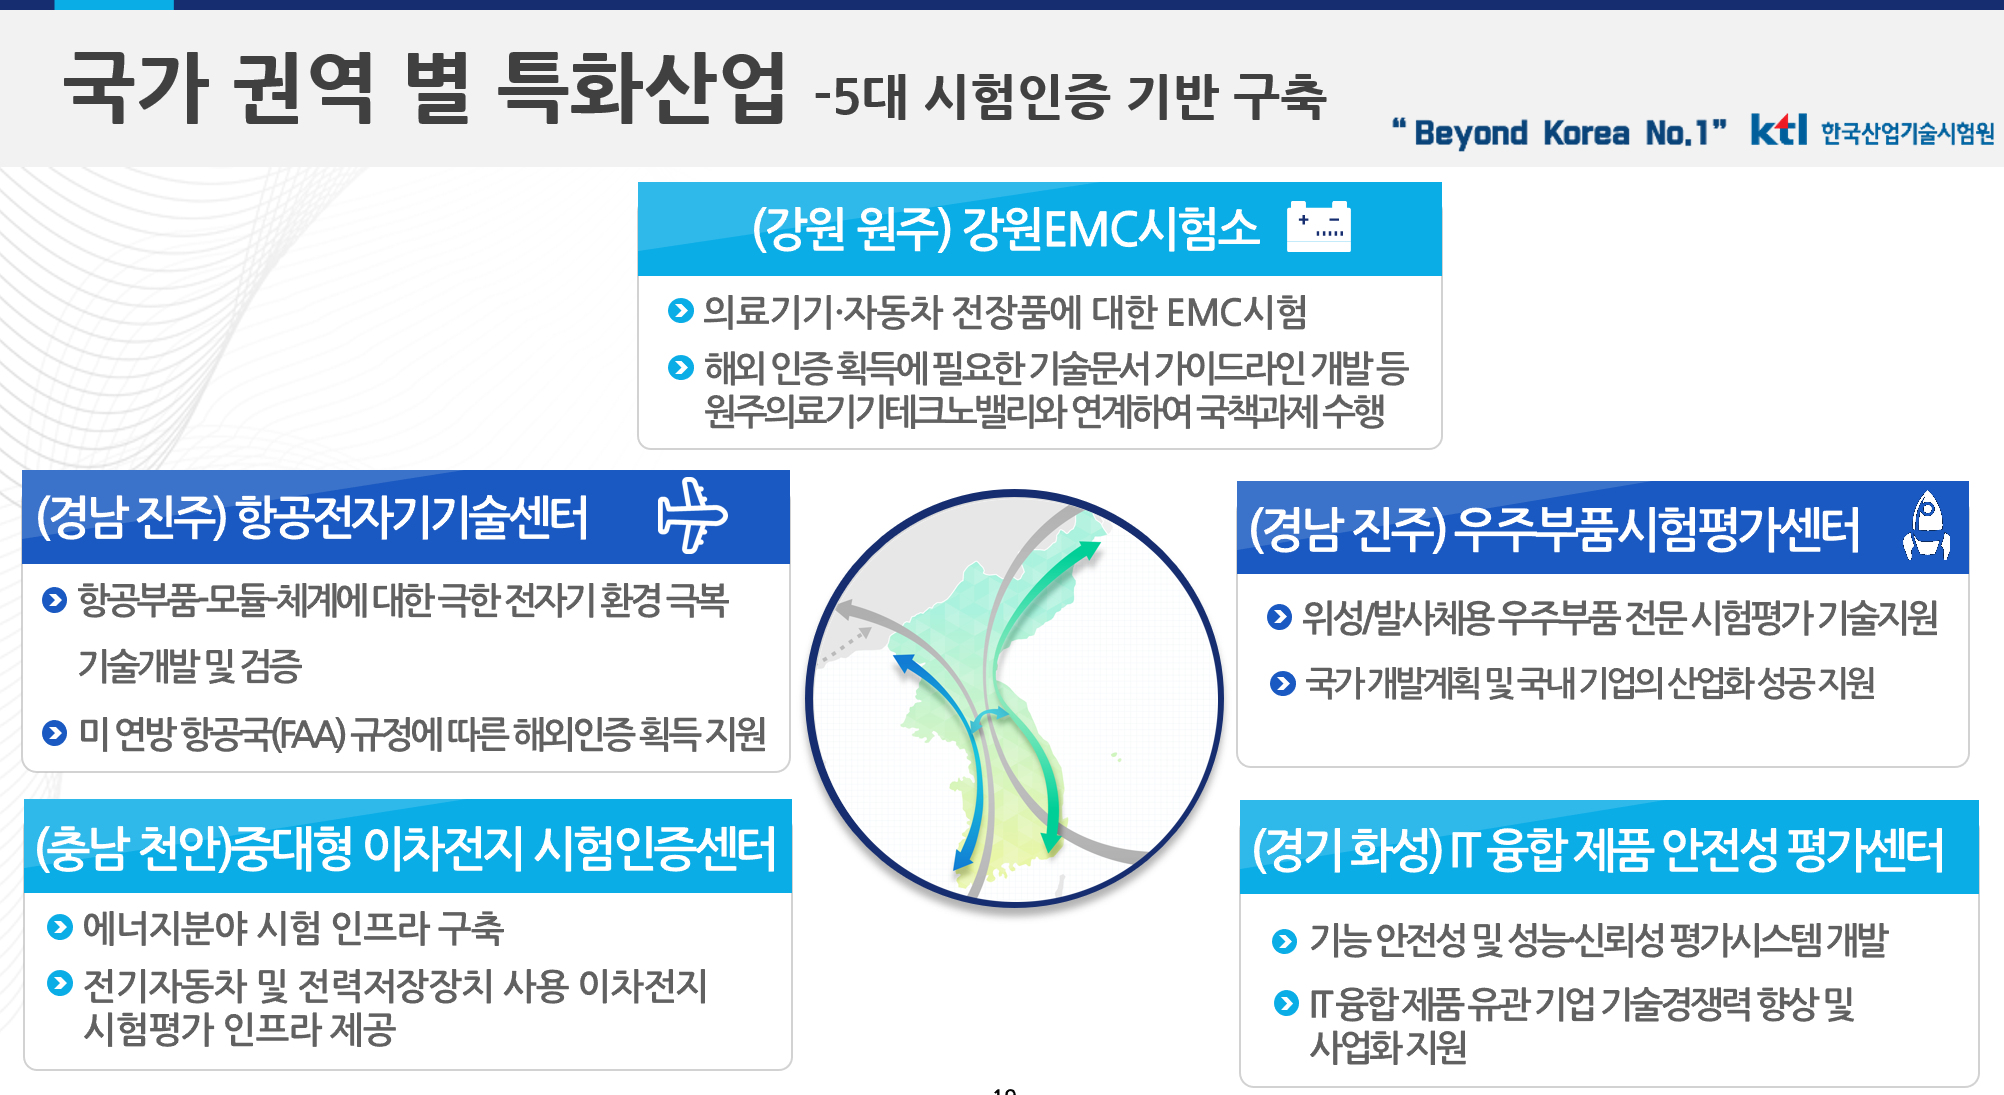 국가 권역 별 특화산업 -5대 시험인증 기반 구축
“ Beyond Korea No.1” ktl 한국산업기술시험원
(강원 원주) 강원EMC시험소
의료기기·자동차 전장품에 대한 EMC시험
해외 인증 획득에 필요한 기술문서 가이드라인 개발 등
원주의료기기테크노밸리와 연계하여 국책과제 수행
(경남 진주) 항공전자기기술센터
항공부품-모듈-체계에 대한 극한 전자기 환경 극복
기술개발 및 검증
미 연방 항공국(FAA) 규정에 따른 해외인증 획득 지원
(경남 진주) 우주부품시험평가센터
위성/발사체용 우주부품 전문 시험평가 기술지원
국가 개발계획 및 국내 기업의 산업화 성공 지원
(충남 천안)중대형 이차전지 시험인증센터
에너지분야 시험 인프라 구축
전기자동차 및 전력저장장치 사용 이차전지
시험평가 인프라 제공
(경기 화성) IT 융합 제품 안전성 평가센터
기능 안전성 및 성능·신뢰성 평가시스템 개발
IT 융합 제품 유관 기업 기술경쟁력 향상 및
사업화 지원